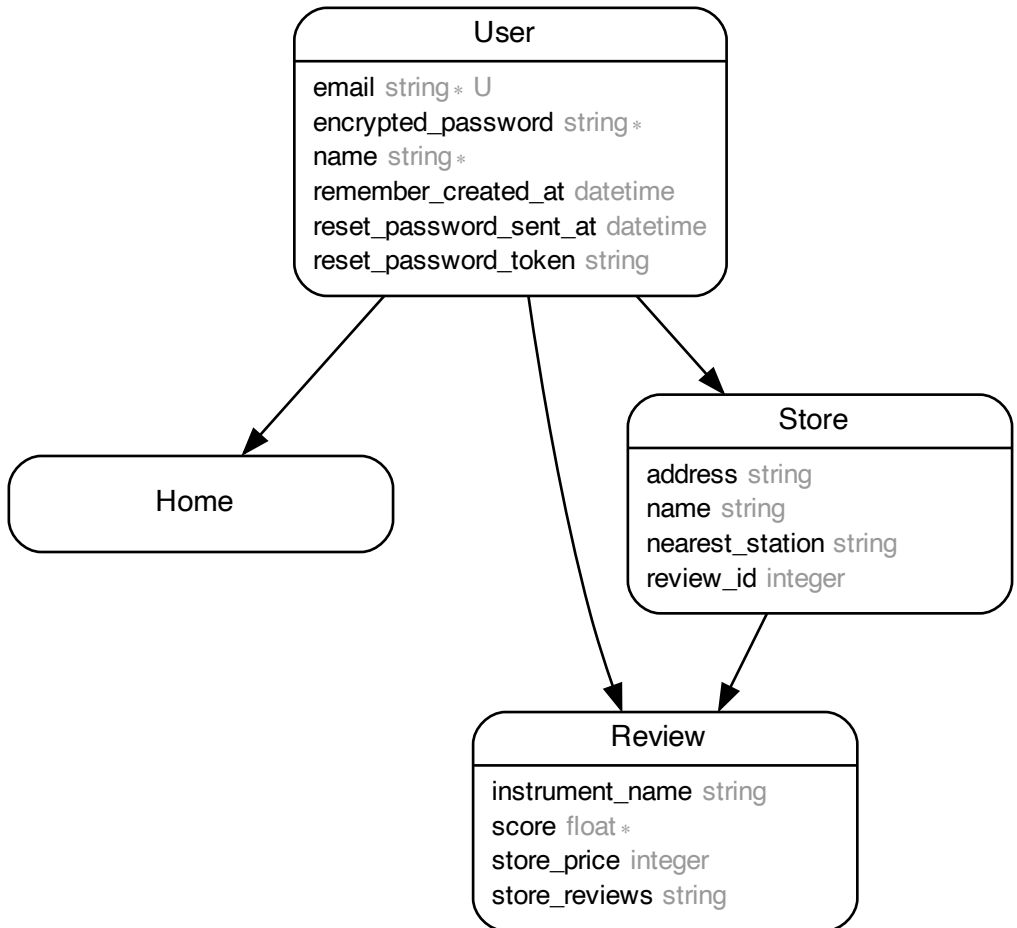 User
email string* U
encrypted_password string*
name string*
remember_created_at datetime
reset_password_sent_at datetime
reset_password_token string
Home
Store
address string
name string
nearest_station string
review_id integer
Review
instrument_name string
score float*
store_price integer
store_reviews string